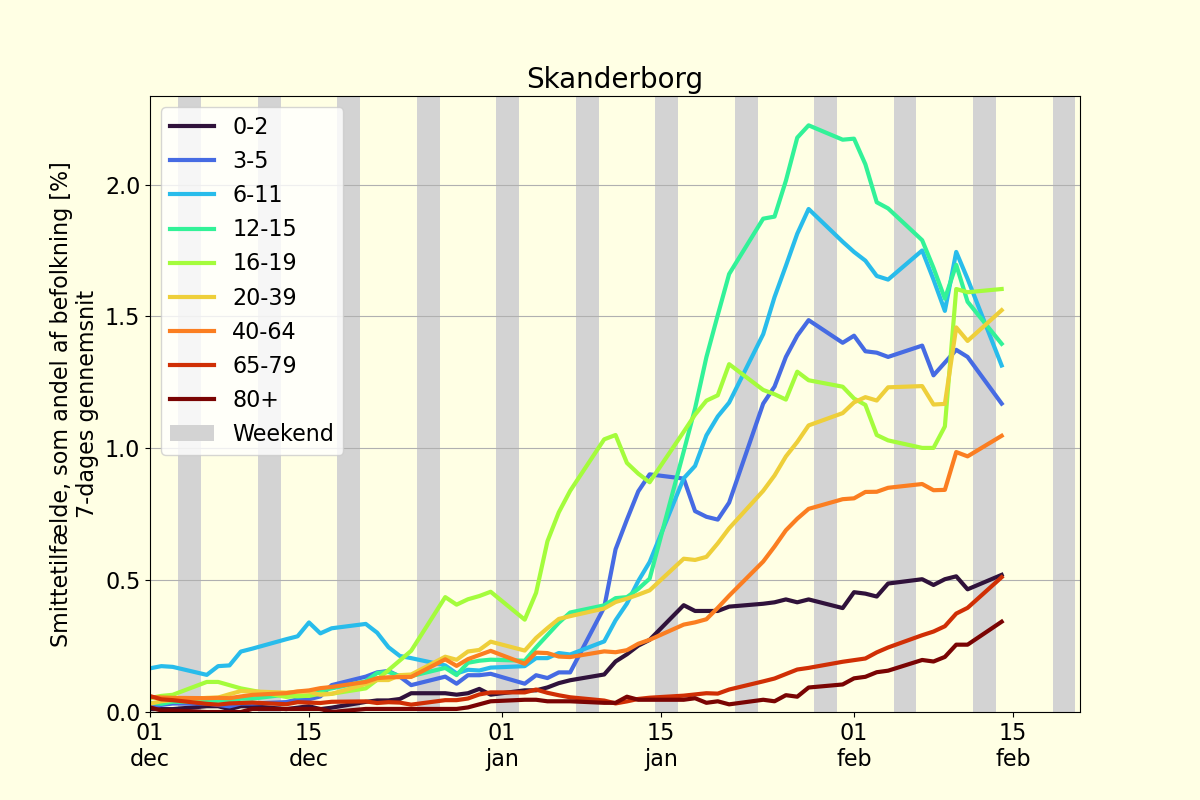 Skanderborg
Smittetilfælde, som andel af befolkning [%]
7-dages gennemsnit
2.0
1.5
1.0
0.5
0.0
0-2
3-5
6-11
12-15
16-19
20-39
40-64
65-79
80+
Weekend
01
dec
15
dec
01
jan
15
jan
01
feb
15
feb